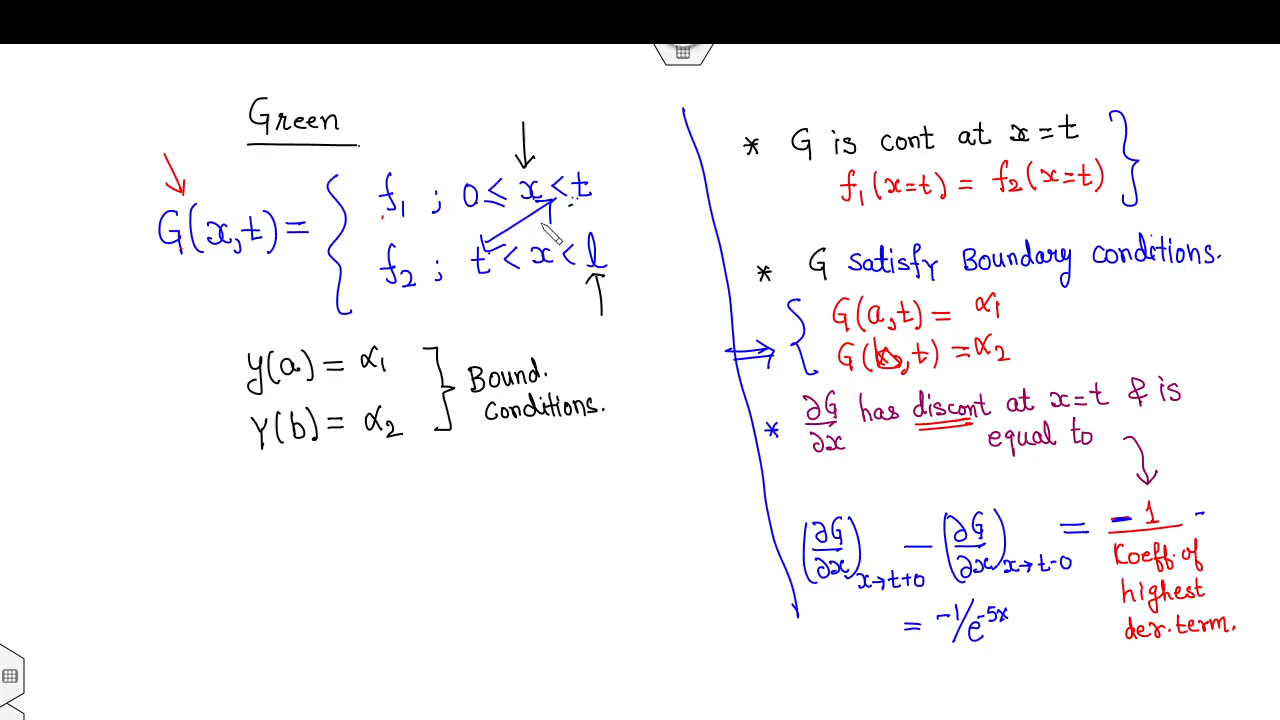 Green
G(x,t) = { f₁ ; 0 ≤ x < t
f₂ ; t < x < l
y(a) = α₁
Y(b) = α₂
} Bound.
Conditions.
* G is cont at x=t
f₁(x=t) = f₂(x=t) }
* G satisfy Boundary conditions.
{ G(a,t) = α₁
G(b,t) = α₂
* ∂G/∂x has discont at x=t & is
equal to
(∂G/∂x)x→t+0 − (∂G/∂x)x→t-0 = -1 / Coeff. of
highest
der. term.
= -1/e^-5x